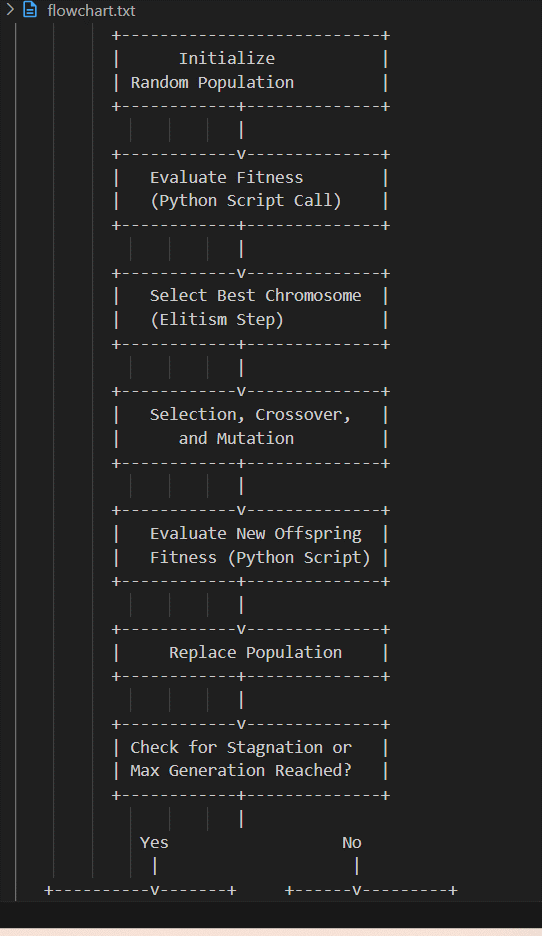 flowchart.txt
+---------------------------+
|      Initialize           |
| Random Population         |
+------------+--------------+
|
+------------v--------------+
|   Evaluate Fitness        |
|   (Python Script Call)    |
+------------+--------------+
|
+------------v--------------+
|   Select Best Chromosome  |
|   (Elitism Step)          |
+------------+--------------+
|
+------------v--------------+
|   Selection, Crossover,   |
|      and Mutation         |
+------------+--------------+
|
+------------v--------------+
|   Evaluate New Offspring  |
|   Fitness (Python Script) |
+------------+--------------+
|
+------------v--------------+
|     Replace Population    |
+------------+--------------+
|
+------------v--------------+
| Check for Stagnation or   |
| Max Generation Reached?   |
+------------+--------------+
|
Yes                  No
|                    |
+----------v-------+     +------v---------+